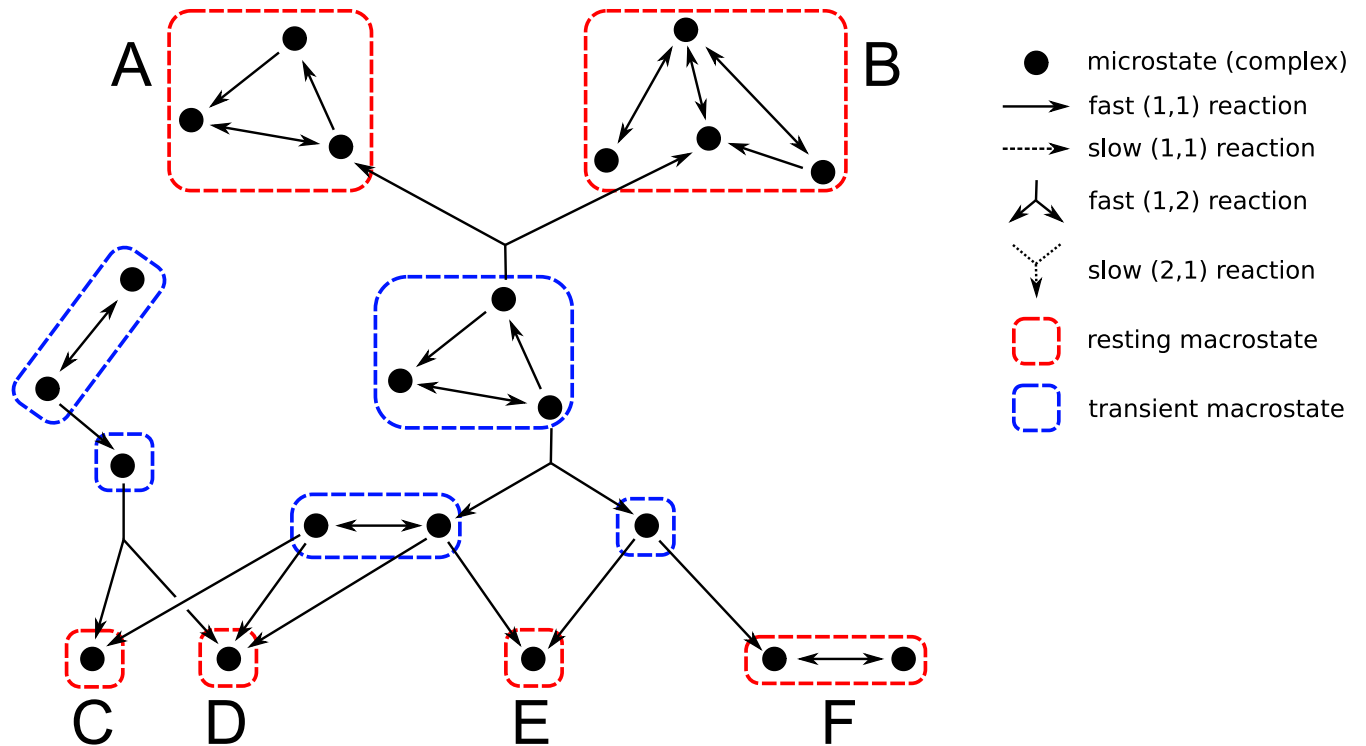 A
B
microstate (complex)
fast (1,1) reaction
slow (1,1) reaction
fast (1,2) reaction
slow (2,1) reaction
resting macrostate
transient macrostate
C
D
E
F